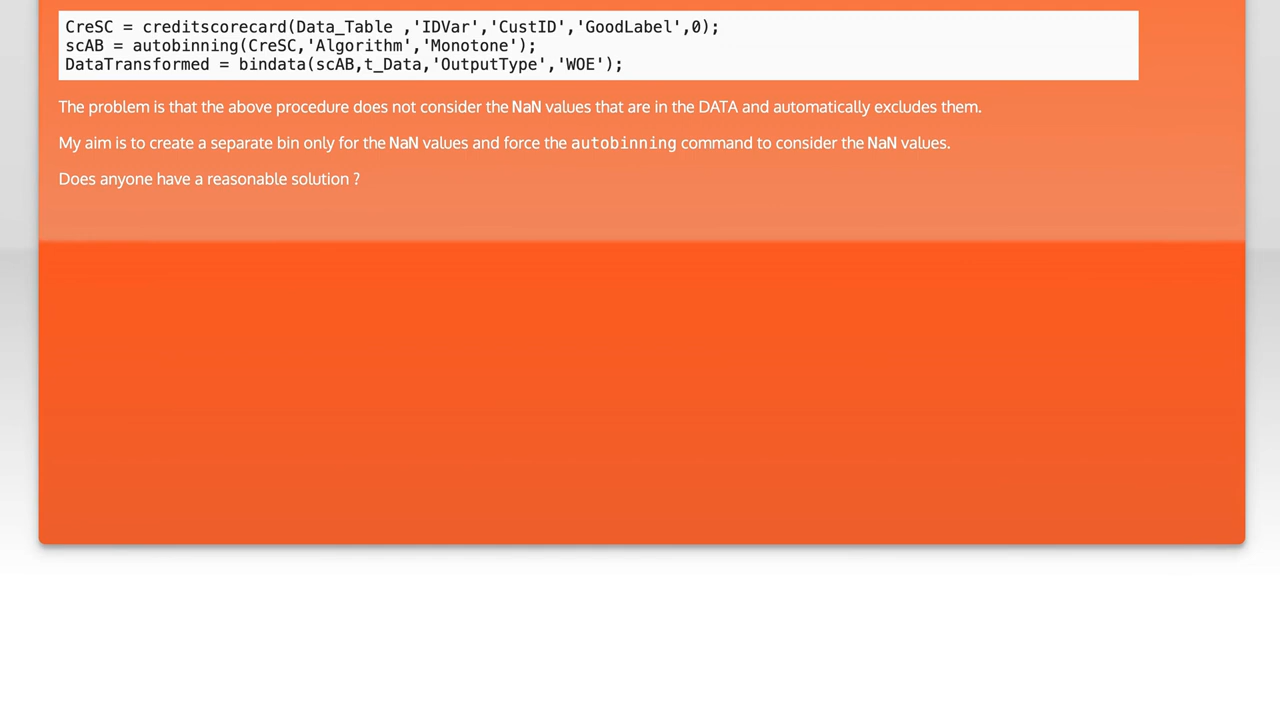 CreSC = creditscorecard(Data_Table ,'IDVar','CustID','GoodLabel',0);
scAB = autobinning(CreSC,'Algorithm','Monotone');
DataTransformed = bindata(scAB,t_Data,'OutputType','WOE');
The problem is that the above procedure does not consider the NaN values that are in the DATA and automatically excludes them.
My aim is to create a separate bin only for the NaN values and force the autobinning command to consider the NaN values.
Does anyone have a reasonable solution ?